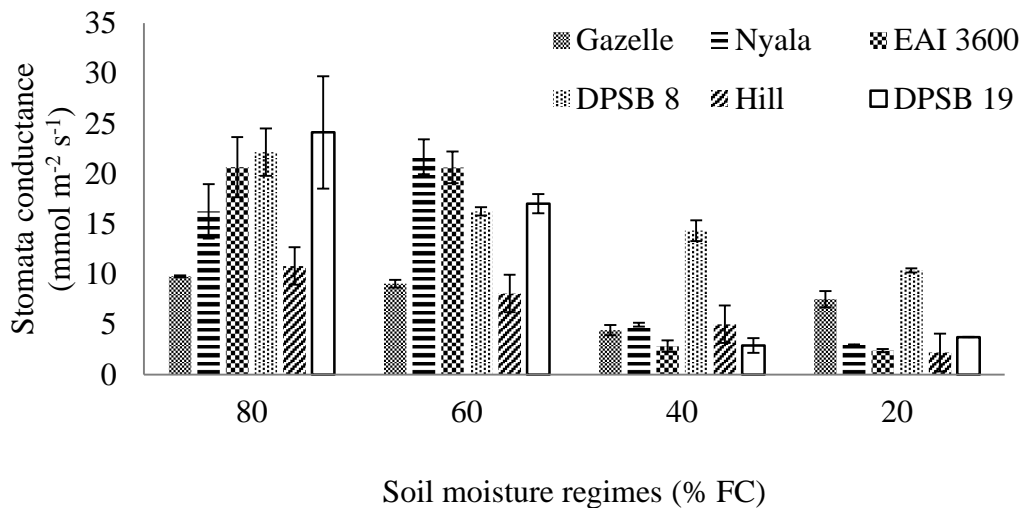 35
30
25
20
15
10
5
0
Stomata conductance
(mmol m⁻² s⁻¹)
Gazelle Nyala EAI 3600
DPSB 8 Hill DPSB 19
80 60 40 20
Soil moisture regimes (% FC)